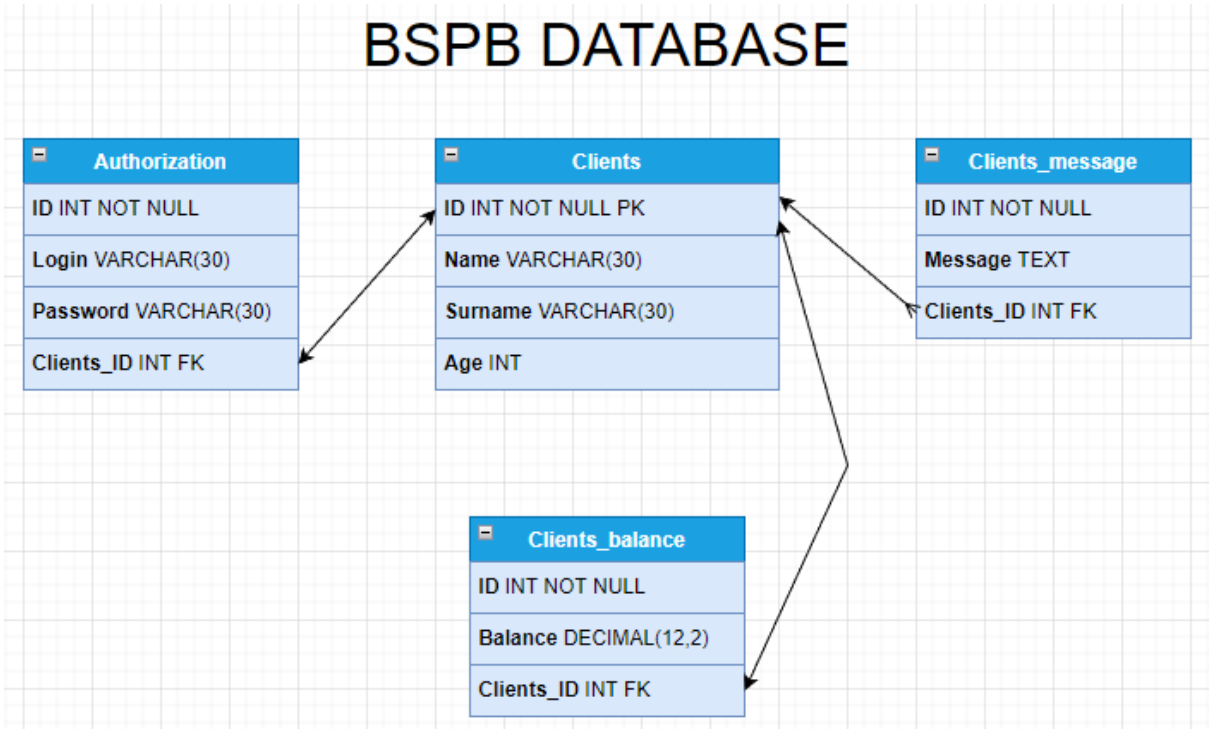 BSPB DATABASE
Authorization
ID INT NOT NULL
Login VARCHAR(30)
Password VARCHAR(30)
Clients_ID INT FK
Clients
ID INT NOT NULL PK
Name VARCHAR(30)
Surname VARCHAR(30)
Age INT
Clients_message
ID INT NOT NULL
Message TEXT
Clients_ID INT FK
Clients_balance
ID INT NOT NULL
Balance DECIMAL(12,2)
Clients_ID INT FK